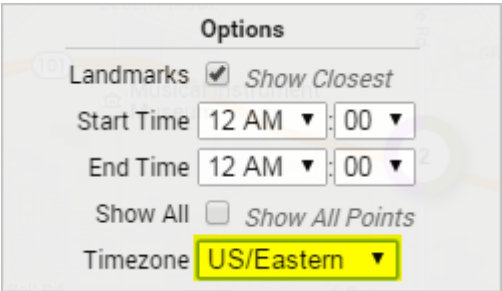 Options
Landmarks Show Closest
Start Time 12 AM : 00
End Time 12 AM : 00
Show All Show All Points
Timezone US/Eastern